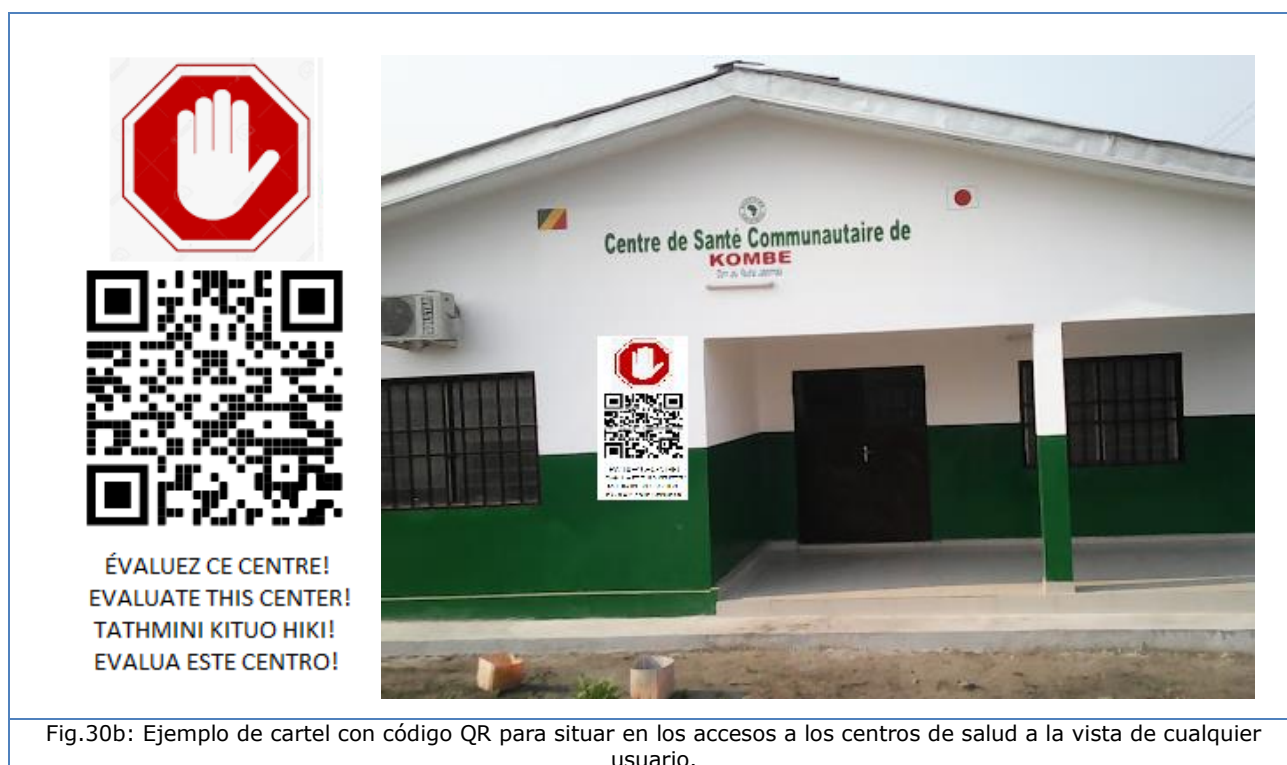 ÉVALUEZ CE CENTRE!
EVALUATE THIS CENTER!
TATHMINI KITUO HIKI!
EVALUA ESTE CENTRO!
Centre de Santé Communautaire de
KOMBE
Fig.30b: Ejemplo de cartel con código QR para situar en los accesos a los centros de salud a la vista de cualquier
usuario.